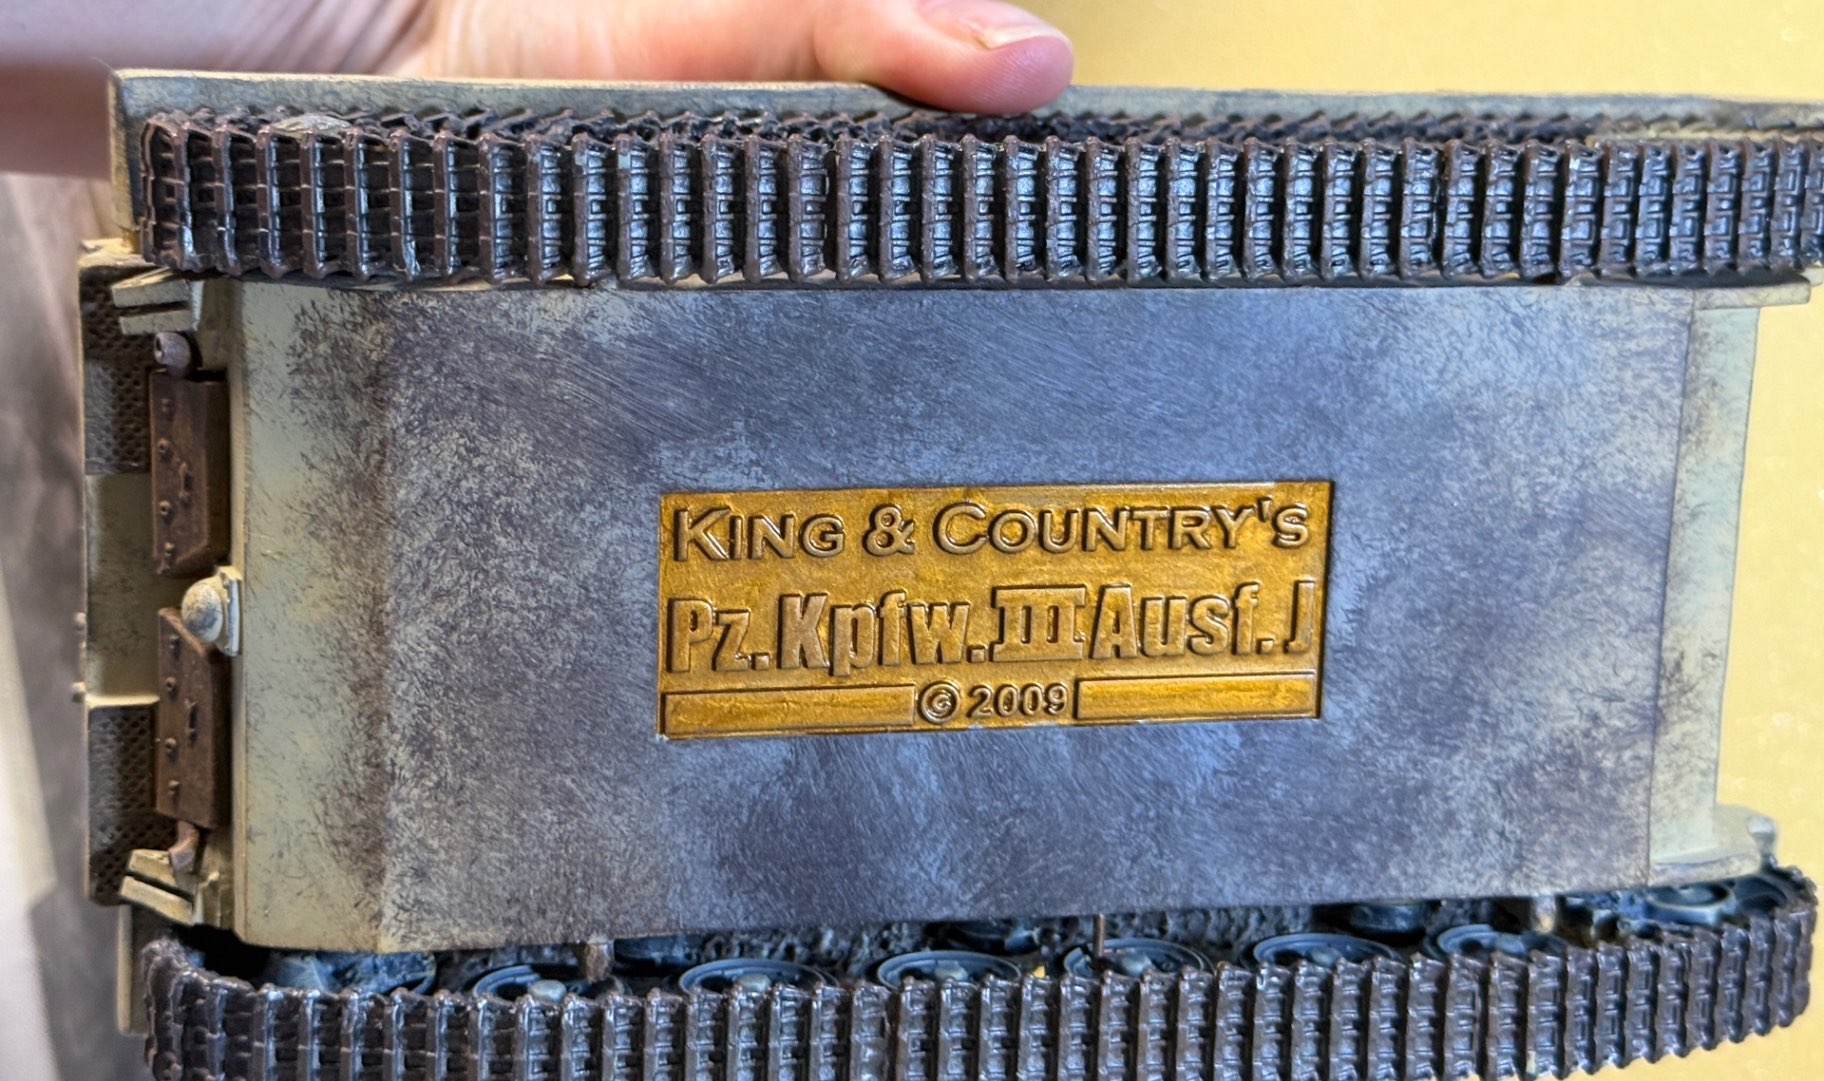 KING & COUNTRY'S
Pz.Kpfw.III Ausf.J
© 2009